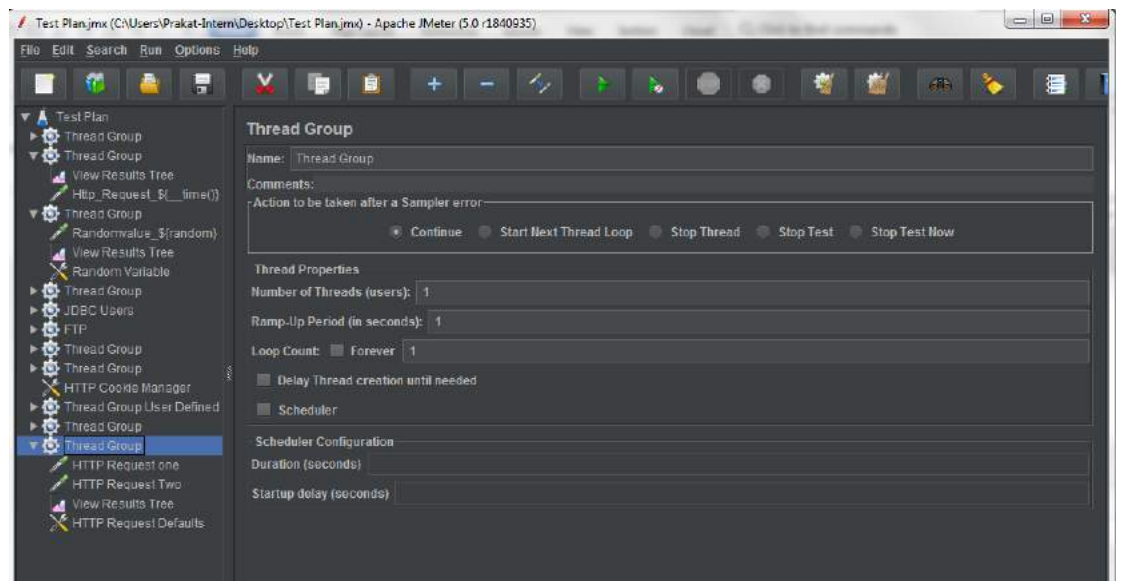 Test Plan.jmx (C:\Users\Prakat-Intern\Desktop\Test Plan.jmx) - Apache JMeter (5.0 r1840935)
File Edit Search Run Options Help
Test Plan
Thread Group
Thread Group
View Results Tree
Http_Request_${__time()}
Thread Group
Randomvalue_${random}
View Results Tree
Random Variable
Thread Group
JDBC Users
FTP
Thread Group
Thread Group
HTTP Cookie Manager
Thread Group User Defined
Thread Group
Thread Group
HTTP Request one
HTTP Request Two
View Results Tree
HTTP Request Defaults
Thread Group
Name: Thread Group
Comments:
Action to be taken after a Sampler error
Continue Start Next Thread Loop Stop Thread Stop Test Stop Test Now
Thread Properties
Number of Threads (users): 1
Ramp-Up Period (in seconds): 1
Loop Count: Forever 1
Delay Thread creation until needed
Scheduler
Scheduler Configuration
Duration (seconds)
Startup delay (seconds)